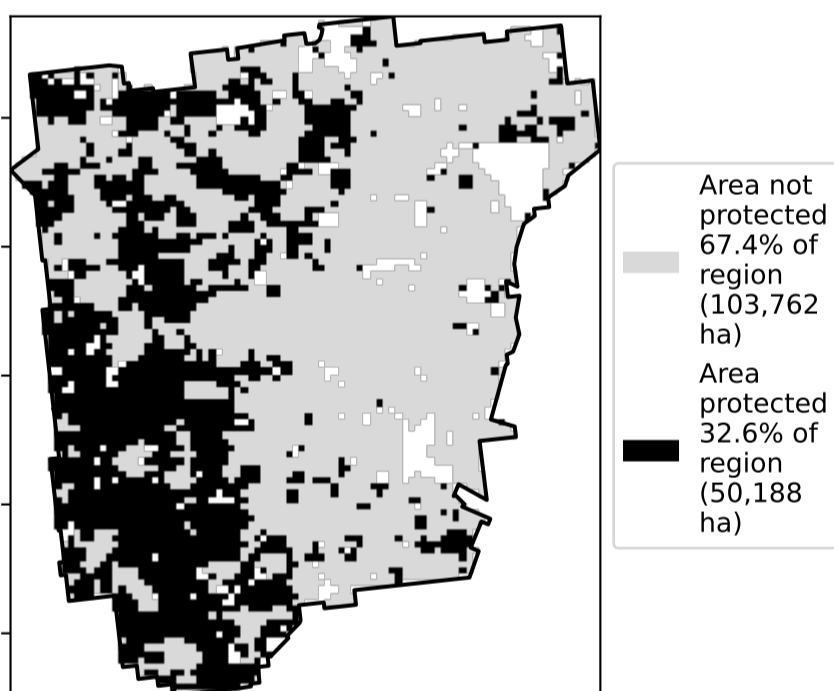 Area not
protected
67.4% of
region
(103,762
ha)
Area
protected
32.6% of
region
(50,188
ha)